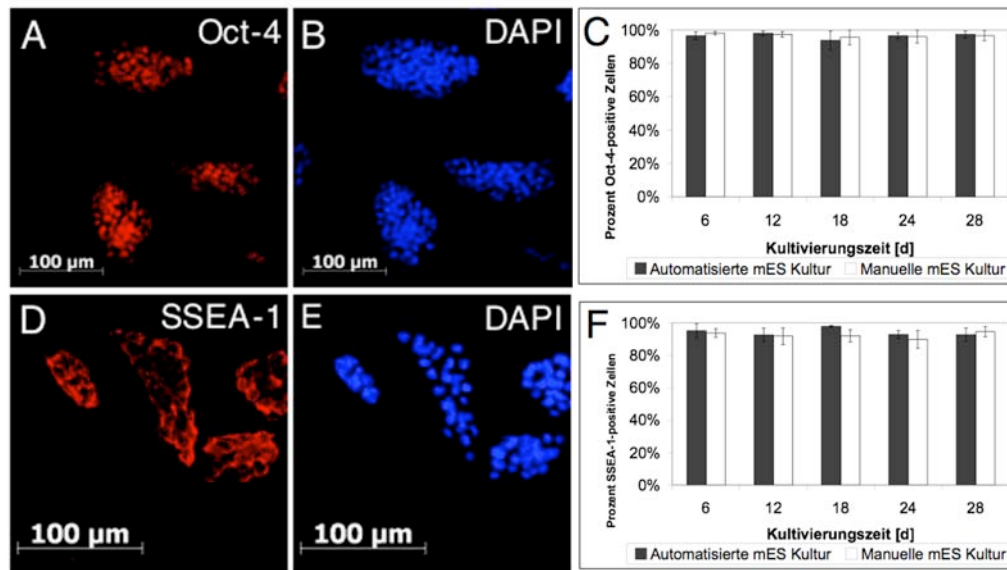 A Oct-4
100 µm
B DAPI
100 µm
C
Prozent Oct-4-positive Zellen
100%
80%
60%
40%
20%
0%
6 12 18 24 28
Kultivierungszeit [d]
Automatisierte mES Kultur Manuelle mES Kultur
D SSEA-1
100 µm
E DAPI
100 µm
F
Prozent SSEA-1-positive Zellen
100%
80%
60%
40%
20%
0%
6 12 18 24 28
Kultivierungszeit [d]
Automatisierte mES Kultur Manuelle mES Kultur